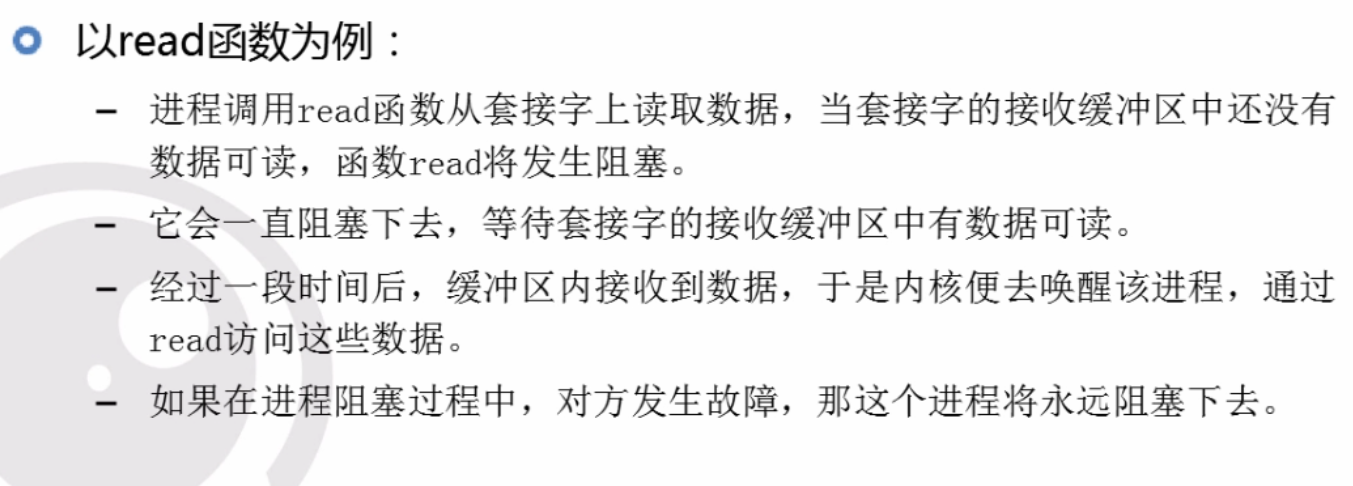 以read函数为例：
– 进程调用read函数从套接字上读取数据，当套接字的接收缓冲区中还没有
数据可读，函数read将发生阻塞。
– 它会一直阻塞下去，等待套接字的接收缓冲区中有数据可读。
– 经过一段时间后，缓冲区内接收到数据，于是内核便去唤醒该进程，通过
read访问这些数据。
– 如果在进程阻塞过程中，对方发生故障，那这个进程将永远阻塞下去。